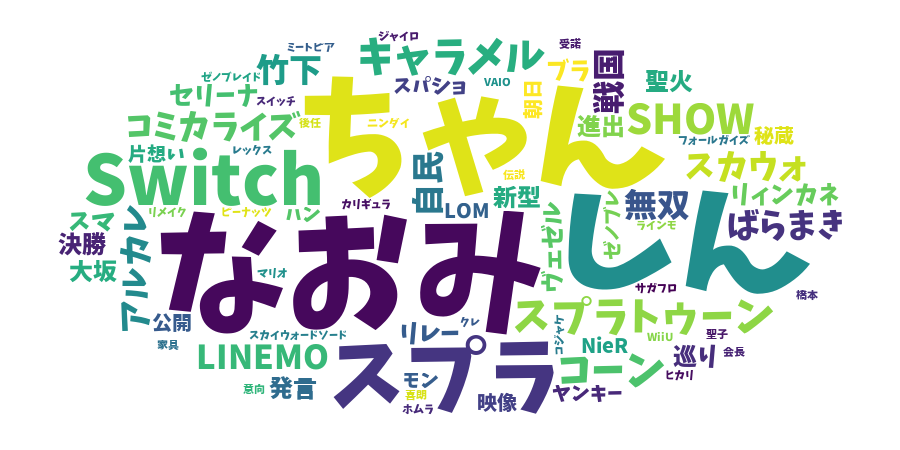 ジャイロ
受諾
ミートピア
キャラメル
竹下
ゼノブレイド
スパショ
VAIO
ブラ
戦国
聖火
セリーナ
スイッチ
朝日
ちゃん
コミカライズ
後任
ニンダイ
進出
SHOW
秘蔵
フォールガイズ
片想い
レックス
Switch
自民
伝説
スカウォ
新型
無双
リィンカネ
カリギュラ
LOM
スマ
リメイク
ピーナッツ
ハン
ラインモ
ばらまき
決勝
アルカレ
なおみ
ヴェゼル
しん
ゼノブレ
大坂
マリオ
サガフロ
橋本
公開
スプラトゥーン
家具
スカイウォードソード
リレー
クレ
コジャケ
WiiU
聖子
NieR
LINEMO
スプラ
コーン
巡り
会長
ヒカリ
意向
発言
モン
喜朗
ホムラ
映像
ヤンキー